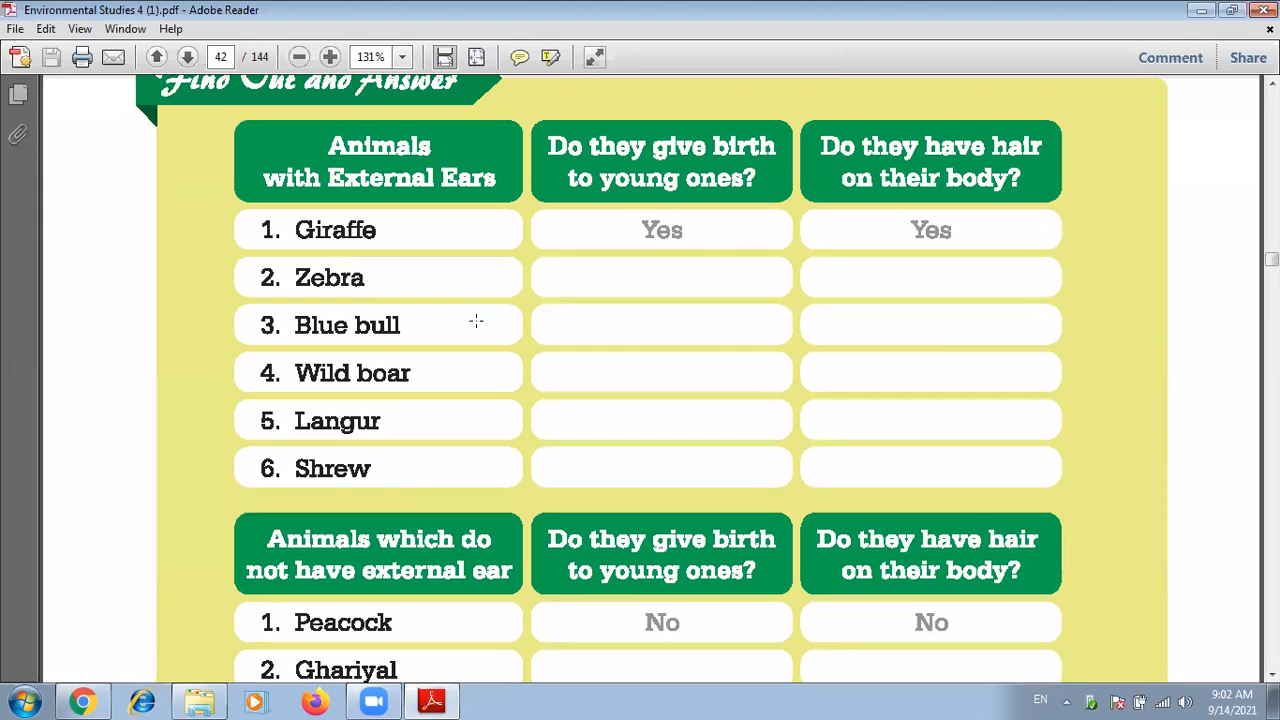 Environmental Studies 4 (1).pdf - Adobe Reader
File Edit View Window Help
42 / 144 131% Comment Share
Find Out and Answer
Animals with External Ears
Do they give birth to young ones?
Do they have hair on their body?
1. Giraffe Yes Yes
2. Zebra
3. Blue bull
4. Wild boar
5. Langur
6. Shrew
Animals which do not have external ear
Do they give birth to young ones?
Do they have hair on their body?
1. Peacock No No
2. Ghariyal
EN 9:02 AM
9/14/2021